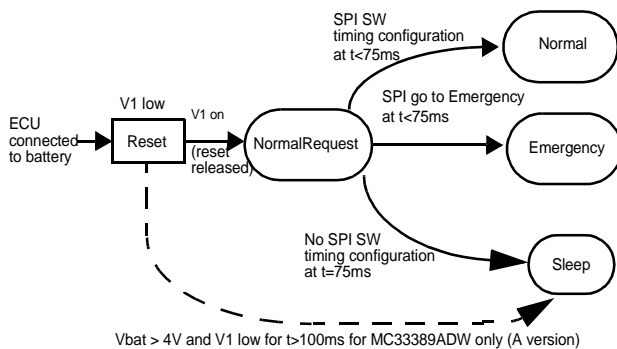 SPI SW
timing configuration
at t<75ms
Normal
V1 low
ECU
connected
to battery
Reset
V1 on
(reset
released)
NormalRequest
SPI go to Emergency
at t<75ms
Emergency
No SPI SW
timing configuration
at t=75ms
Sleep
Vbat > 4V and V1 low for t>100ms for MC33389ADW only (A version)